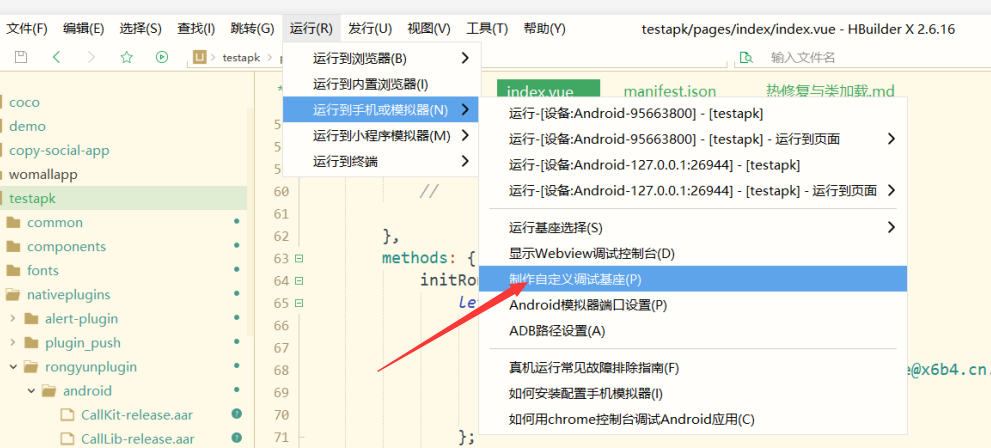 文件(F) 编辑(E) 选择(S) 查找(I) 跳转(G) 运行(R) 发行(U) 视图(V) 工具(T) 帮助(Y) testapk/pages/index/index.vue - HBuilder X 2.6.16
testapk 输入文件名
运行到浏览器(B)
运行到内置浏览器(I)
运行到手机或模拟器(N)
运行到小程序模拟器(M)
运行到终端
index.vue manifest.json 热修复与类加载.md
运行-[设备:Android-95663800] - [testapk]
运行-[设备:Android-95663800] - [testapk] - 运行到页面
运行-[设备:Android-127.0.0.1:26944] - [testapk]
运行-[设备:Android-127.0.0.1:26944] - [testapk] - 运行到页面
运行基座选择(S)
显示Webview调试控制台(D)
制作自定义调试基座(P)
Android模拟器端口设置(P)
ADB路径设置(A)
真机运行常见故障排除指南(F)
如何安装配置手机模拟器(I)
如何用chrome控制台调试Android应用(C)
coco
demo
copy-social-app
womallapp
testapk
common
components
fonts
nativeplugins
alert-plugin
plugin_push
rongyunplugin
android
CallKit-release.aar
CallLib-release.aar
60 //
61
62 },
63 methods: {
64 initRo
65 le
66
67
68 e@x6b4.cn.
69
70
71 };